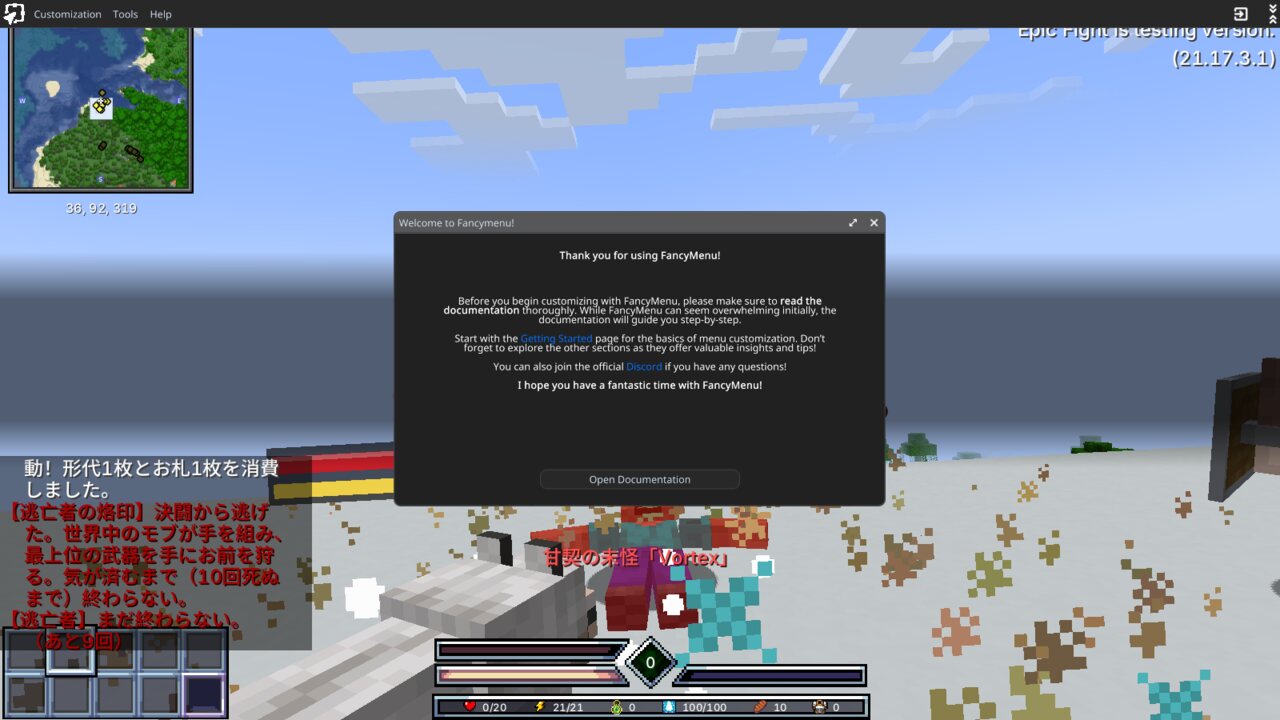 Customization Tools Help
Epic Fight is testing version.
(21.17.3.1)
W
E
S
36, 92, 319
Welcome to Fancymenu!
Thank you for using FancyMenu!
Before you begin customizing with FancyMenu, please make sure to read the
documentation thoroughly. While FancyMenu can seem overwhelming initially, the
documentation will guide you step-by-step.
Start with the Getting Started page for the basics of menu customization. Don't
forget to explore the other sections as they offer valuable insights and tips!
You can also join the official Discord if you have any questions!
I hope you have a fantastic time with FancyMenu!
Open Documentation
動！形代1枚とお札1枚を消費
しました。
【逃亡者の烙印】決闘から逃げ
た。世界中のモブが手を組み、
最上位の武器を手にお前を狩
る。気が済むまで（10回死ぬ
まで）終わらない。
【逃亡者】まだ終わらない。
（あと9回）
甘契の末怪「Vortex」
0
0/20 21/21 0 100/100 10 0